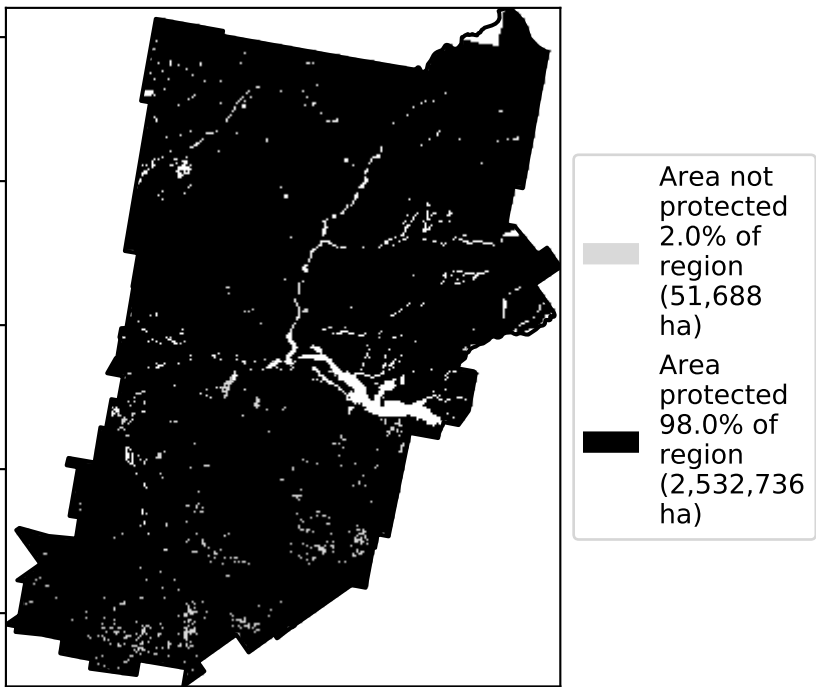 Area not
protected
2.0% of
region
(51,688
ha)
Area
protected
98.0% of
region
(2,532,736
ha)